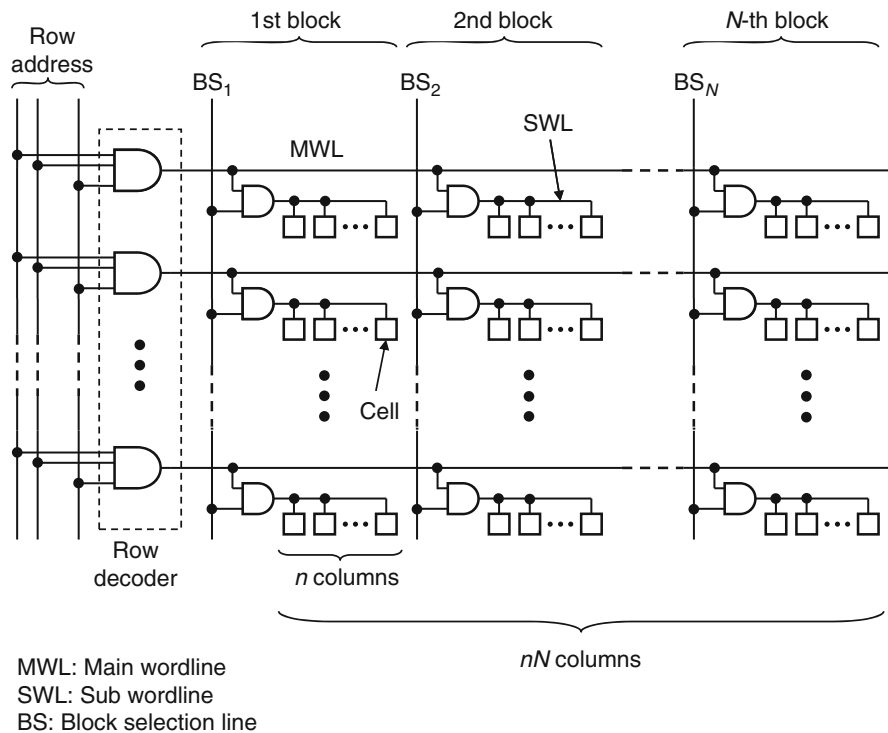 Row
address
1st block
2nd block
N-th block
BS1
BS2
BSN
MWL
SWL
Cell
Row
decoder
n columns
nN columns
MWL: Main wordline
SWL: Sub wordline
BS: Block selection line